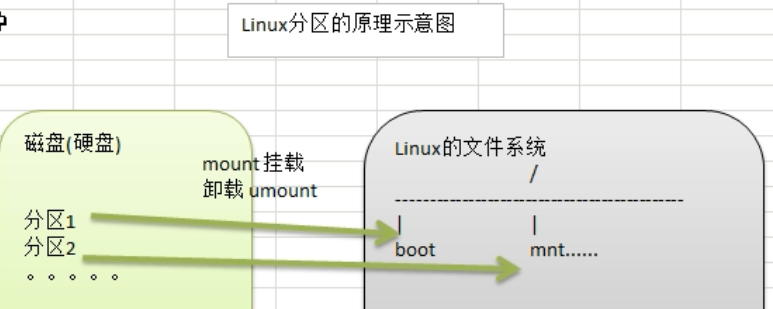 Linux分区的原理示意图
磁盘(硬盘)
mount 挂载
卸载 umount
分区1
分区2
。。。。。
Linux的文件系统
/
---------------------------------------------
|    |
boot    mnt......